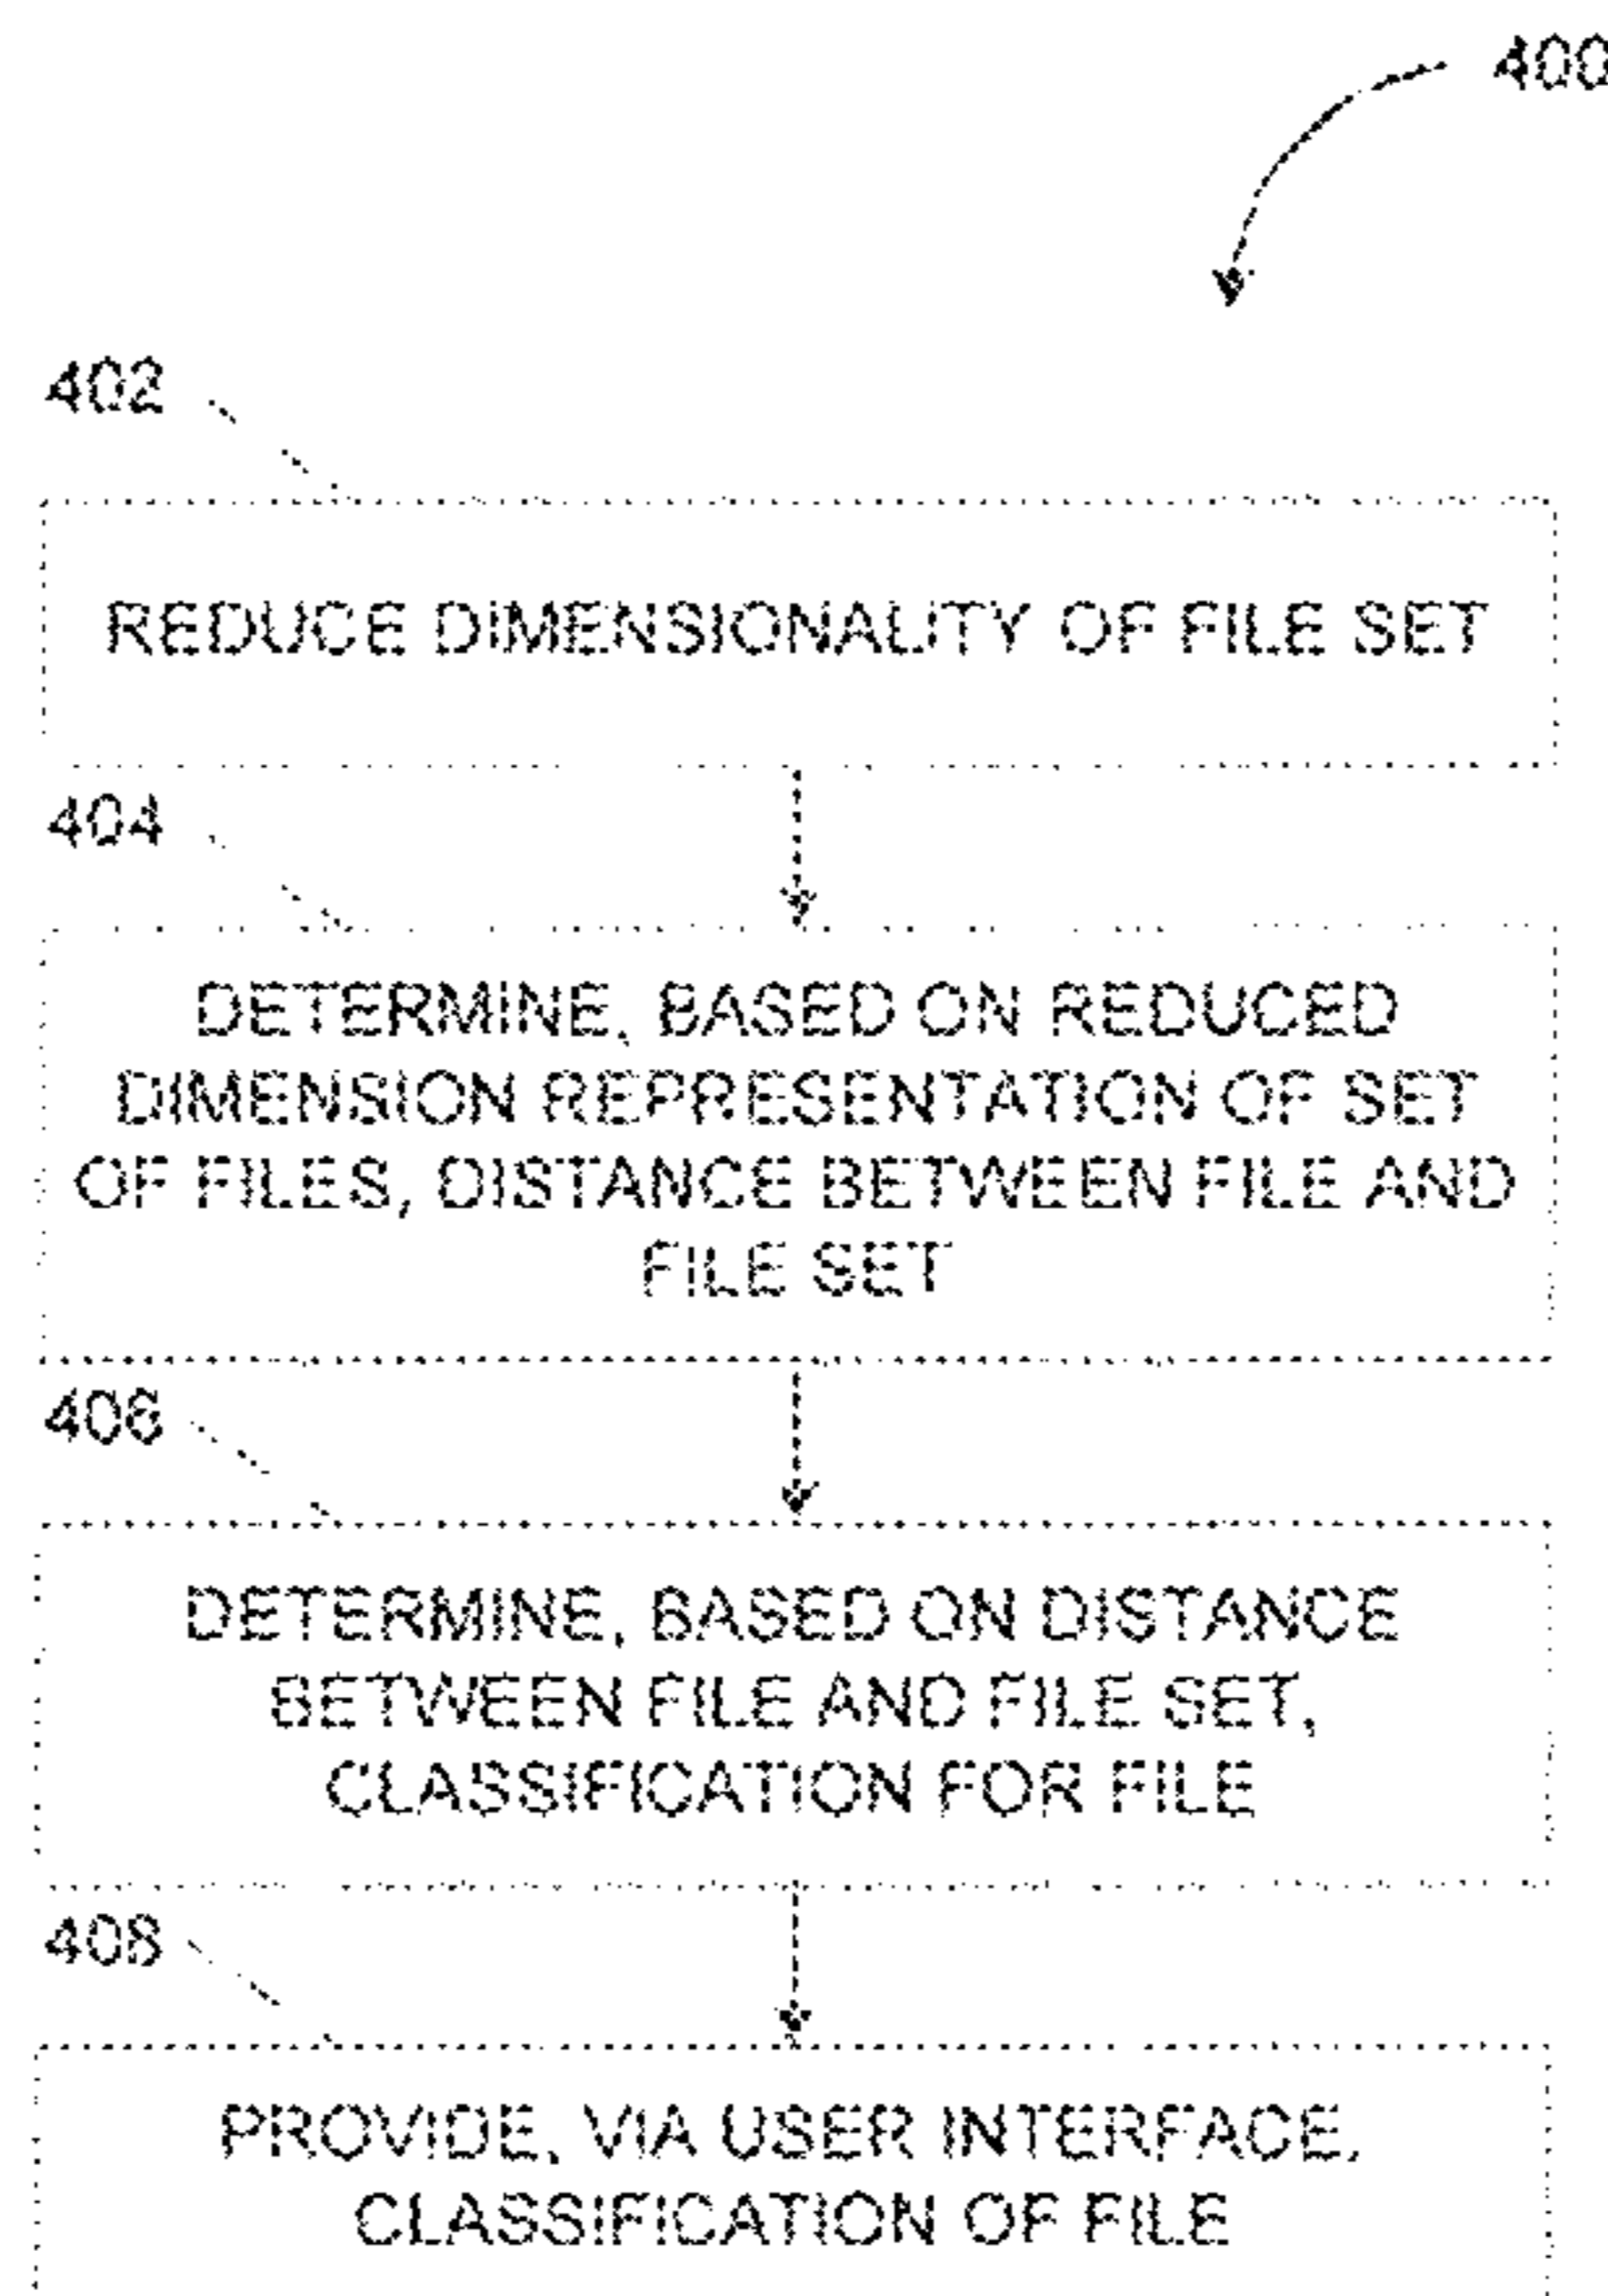 400
402
REDUCE DIMENSIONALITY OF FILE SET
404
DETERMINE, BASED ON REDUCED
DIMENSION REPRESENTATION OF SET
OF FILES, DISTANCE BETWEEN FILE AND
FILE SET
406
DETERMINE, BASED ON DISTANCE
BETWEEN FILE AND FILE SET,
CLASSIFICATION FOR FILE
408
PROVIDE, VIA USER INTERFACE,
CLASSIFICATION OF FILE